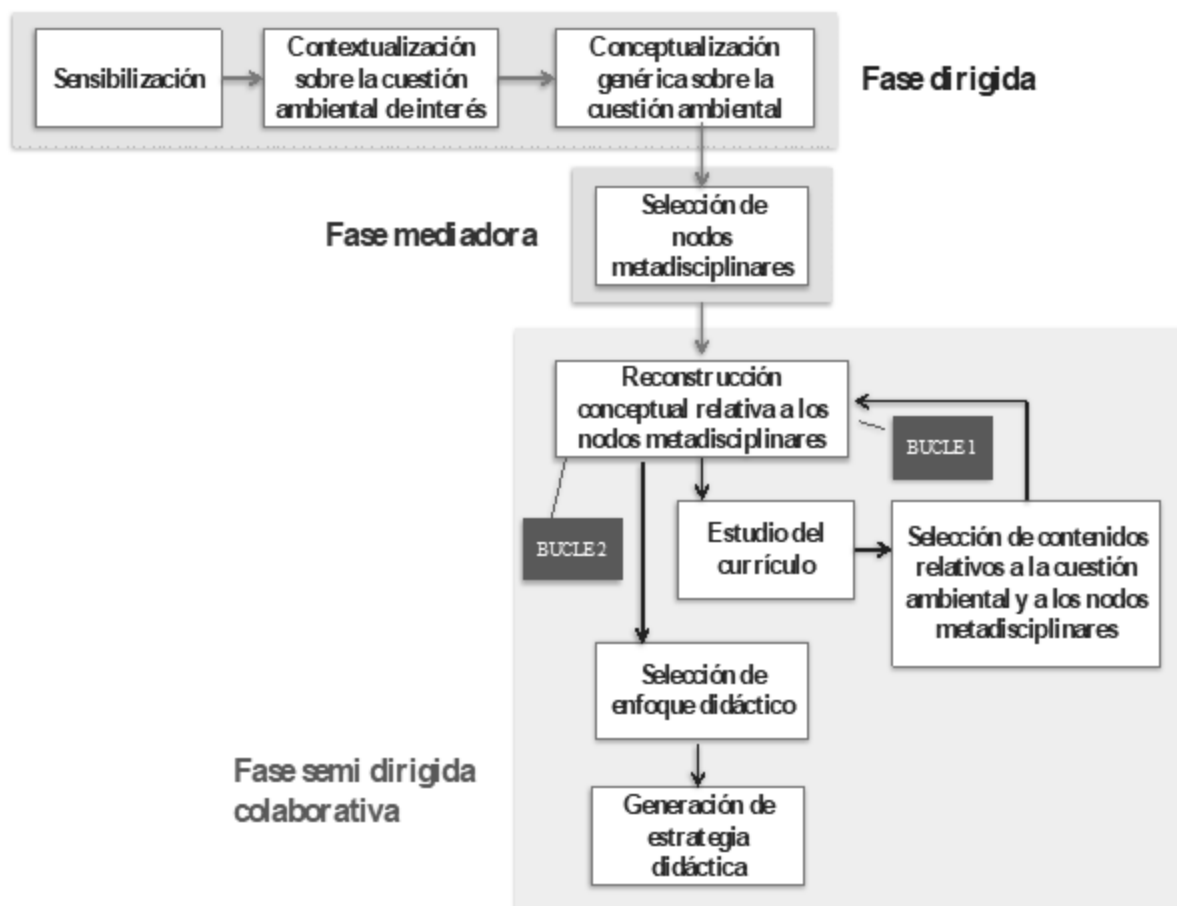 Sensibilización
Contextualización
sobre la cuestión
ambiental de interés
Conceptualización
genérica sobre la
cuestión ambiental
Fase dirigida
Fase mediadora
Selección de
nodos
metadisciplinares
Reconstrucción
conceptual relativa a los
nodos metadisciplinares
BUCLE 1
BUCLE 2
Estudio del
currículo
Selección de contenidos
relativos a la cuestión
ambiental y a los nodos
metadisciplinares
Selección de
enfoque didáctico
Fase semi dirigida
colaborativa
Generación de
estrategia
didáctica